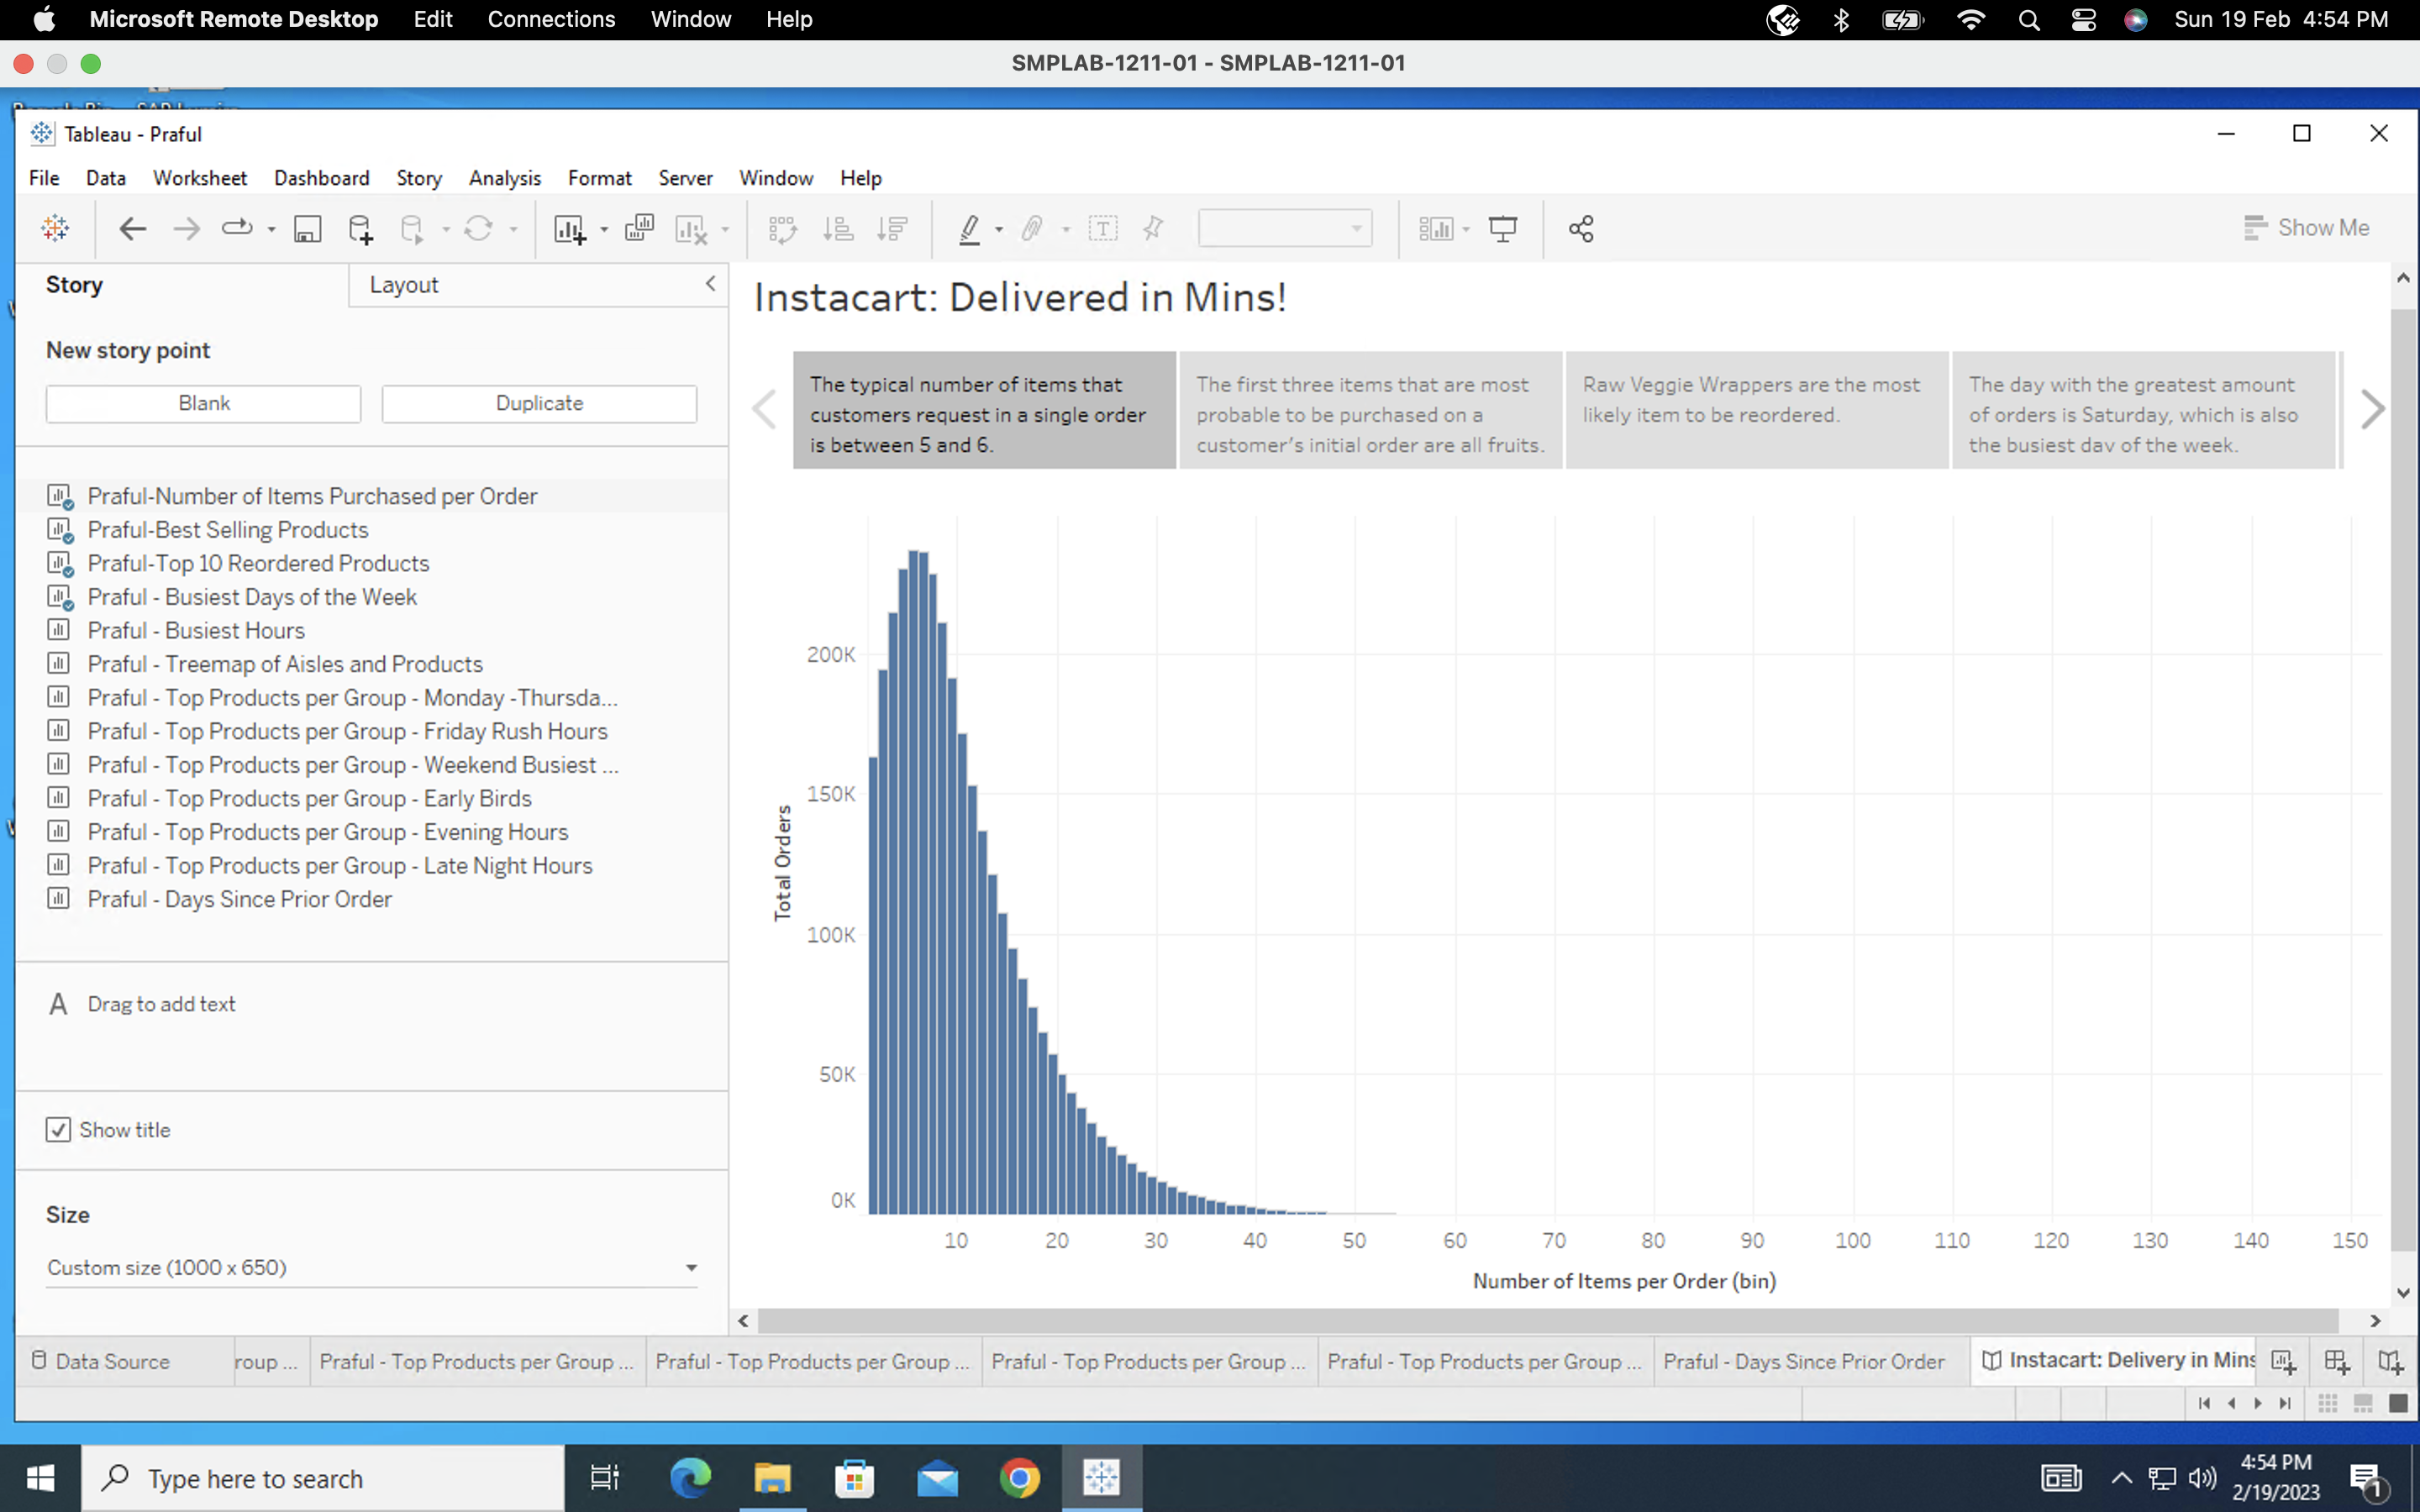 Microsoft Remote Desktop Edit Connections Window Help Sun 19 Feb 4:54 PM
SMPLAB-1211-01 - SMPLAB-1211-01
Tableau - Praful
File Data Worksheet Dashboard Story Analysis Format Server Window Help
Show Me
Story Layout
New story point
Blank Duplicate
Praful-Number of Items Purchased per Order
Praful-Best Selling Products
Praful-Top 10 Reordered Products
Praful - Busiest Days of the Week
Praful - Busiest Hours
Praful - Treemap of Aisles and Products
Praful - Top Products per Group - Monday -Thursda...
Praful - Top Products per Group - Friday Rush Hours
Praful - Top Products per Group - Weekend Busiest ...
Praful - Top Products per Group - Early Birds
Praful - Top Products per Group - Evening Hours
Praful - Top Products per Group - Late Night Hours
Praful - Days Since Prior Order
A Drag to add text
Show title
Size
Custom size (1000 x 650)
Instacart: Delivered in Mins!
The typical number of items that
customers request in a single order
is between 5 and 6.
The first three items that are most
probable to be purchased on a
customer's initial order are all fruits.
Raw Veggie Wrappers are the most
likely item to be reordered.
The day with the greatest amount
of orders is Saturday, which is also
the busiest day of the week.
Total Orders
200K
150K
100K
50K
0K
10 20 30 40 50 60 70 80 90 100 110 120 130 140 150
Number of Items per Order (bin)
Data Source roup ... Praful - Top Products per Group ... Praful - Top Products per Group ... Praful - Top Products per Group ... Praful - Top Products per Group ... Praful - Days Since Prior Order Instacart: Delivery in Mins
Type here to search
4:54 PM
2/19/2023
1